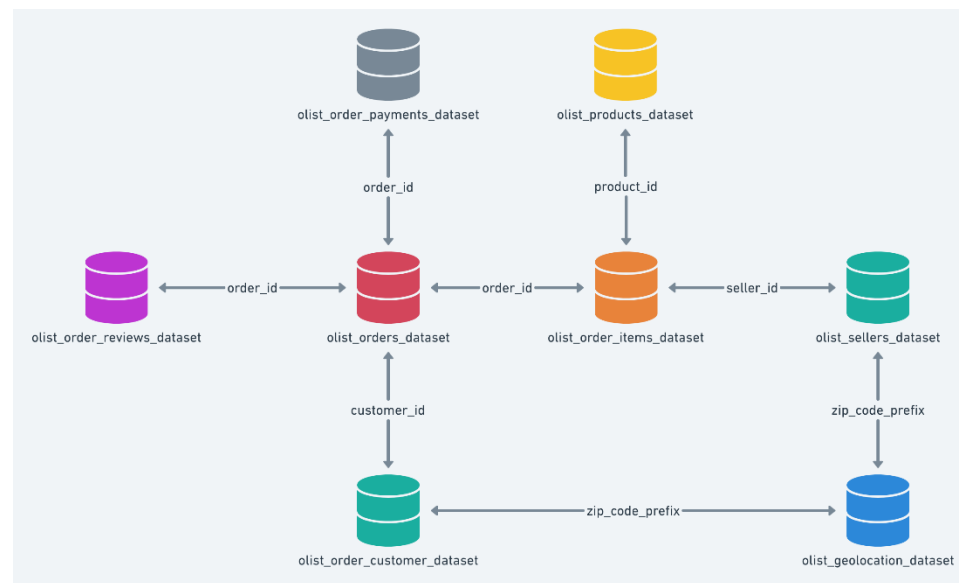 olist_order_payments_dataset
olist_products_dataset
order_id
product_id
order_id
order_id
seller_id
olist_order_reviews_dataset
olist_orders_dataset
olist_order_items_dataset
olist_sellers_dataset
customer_id
zip_code_prefix
zip_code_prefix
olist_order_customer_dataset
olist_geolocation_dataset